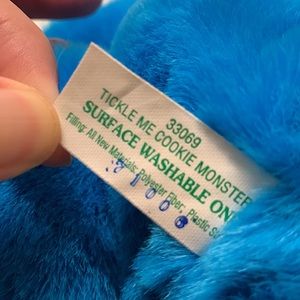 33069
TICKLE ME COOKIE MONSTER
SURFACE WASHABLE ON
Filling: All New Materials: Polyester Fiber, Plastic